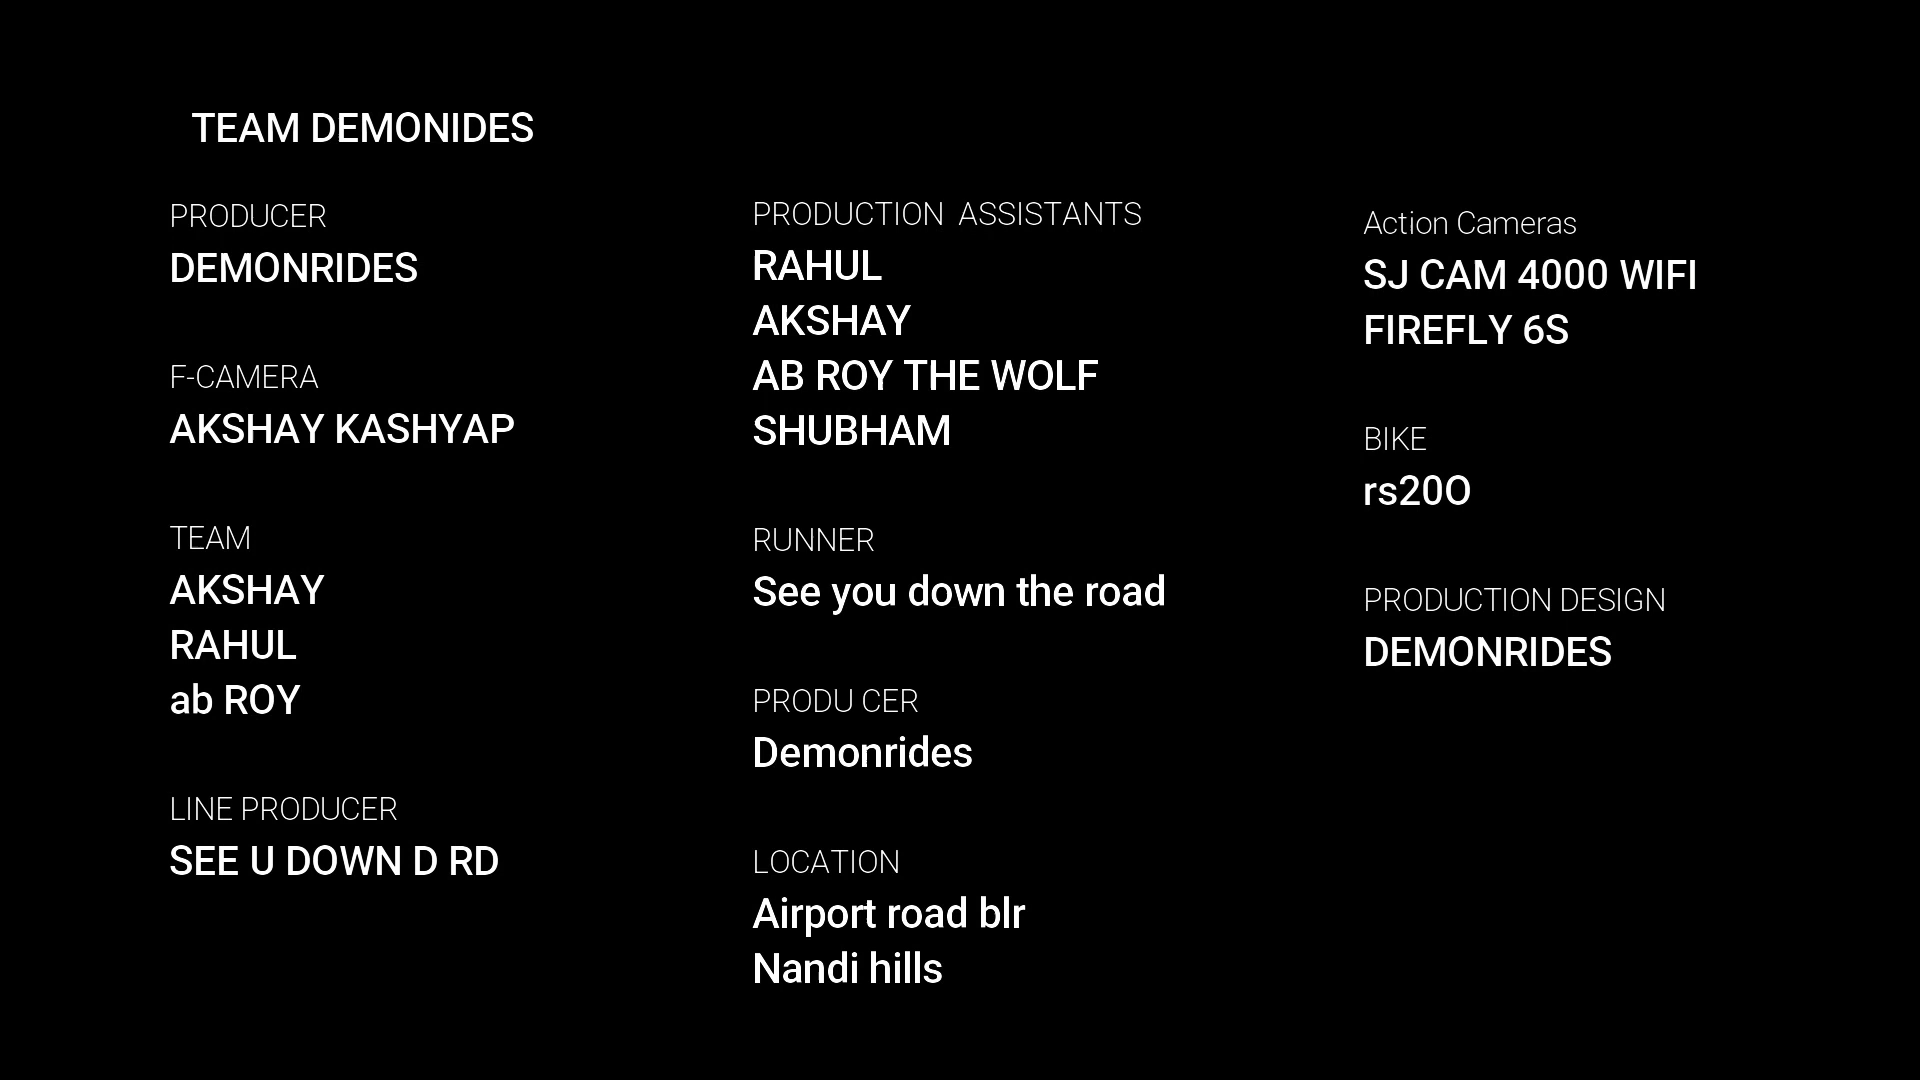 TEAM DEMONIDES
PRODUCER
DEMONRIDES
F-CAMERA
AKSHAY KASHYAP
TEAM
AKSHAY
RAHUL
ab ROY
LINE PRODUCER
SEE U DOWN D RD
PRODUCTION ASSISTANTS
RAHUL
AKSHAY
AB ROY THE WOLF
SHUBHAM
RUNNER
See you down the road
PRODU CER
Demonrides
LOCATION
Airport road blr
Nandi hills
Action Cameras
SJ CAM 4000 WIFI
FIREFLY 6S
BIKE
rs20O
PRODUCTION DESIGN
DEMONRIDES